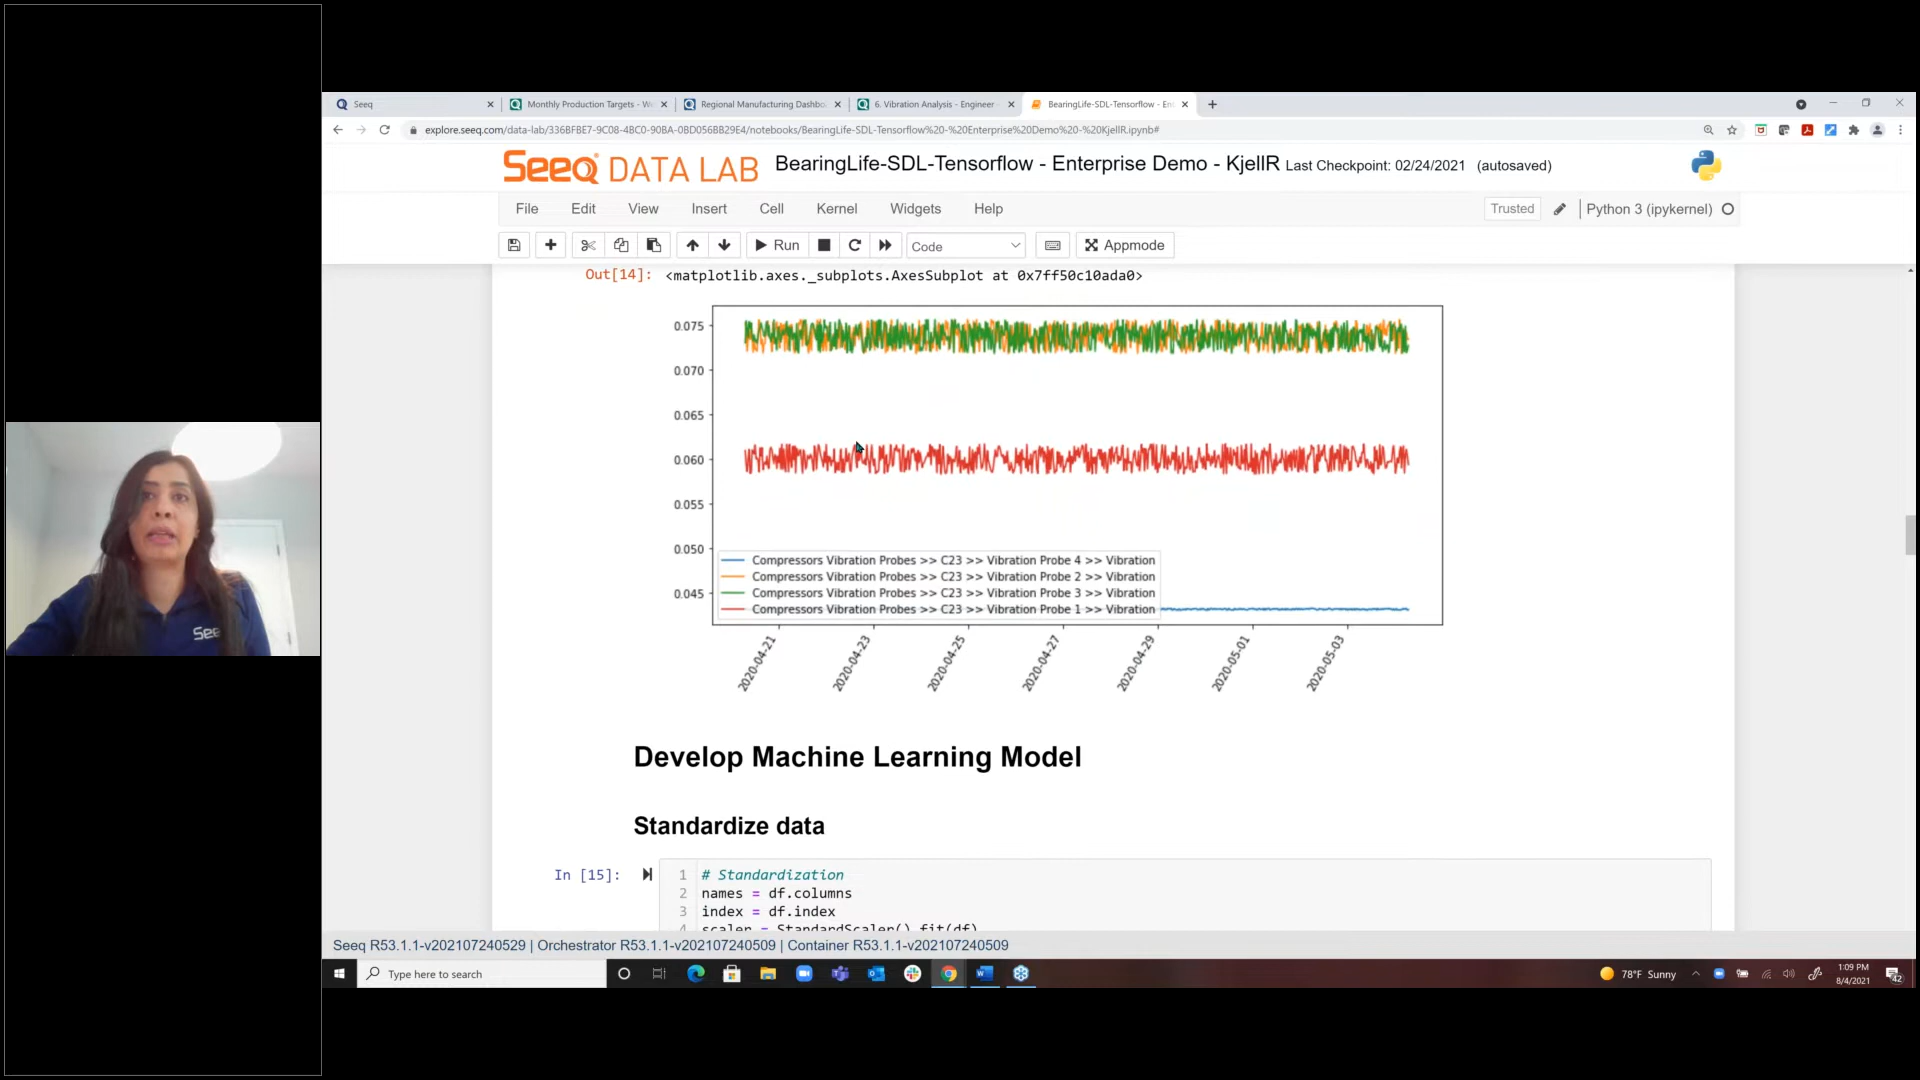 Seeq
Monthly Production Targets - W
Regional Manufacturing Dashbo
6. Vibration Analysis - Engineer
BearingLife-SDL-Tensorflow - En
explore.seeq.com/data-lab/336BFBE7-9C08-4BC0-90BA-0BD056BB29E4/notebooks/BearingLife-SDL-Tensorflow%20-%20Enterprise%20Demo%20-%20KjellR.ipynb#
Seeq DATA LAB BearingLife-SDL-Tensorflow - Enterprise Demo - KjellR Last Checkpoint: 02/24/2021 (autosaved)
File Edit View Insert Cell Kernel Widgets Help Trusted Python 3 (ipykernel)
Run Code Appmode
Out[14]: <matplotlib.axes._subplots.AxesSubplot at 0x7ff50c10ada0>
0.075
0.070
0.065
0.060
0.055
0.050
0.045
Compressors Vibration Probes >> C23 >> Vibration Probe 4 >> Vibration
Compressors Vibration Probes >> C23 >> Vibration Probe 2 >> Vibration
Compressors Vibration Probes >> C23 >> Vibration Probe 3 >> Vibration
Compressors Vibration Probes >> C23 >> Vibration Probe 1 >> Vibration
2020-04-21
2020-04-23
2020-04-25
2020-04-27
2020-04-29
2020-05-01
2020-05-03
Develop Machine Learning Model
Standardize data
In [15]:
1 # Standardization
2 names = df.columns
3 index = df.index
4 scaler = StandardScaler().fit(df)
Seeq R53.1.1-v202107240529 | Orchestrator R53.1.1-v202107240509 | Container R53.1.1-v202107240509
Type here to search
78°F Sunny
1:09 PM
8/4/2021
42
Seeq